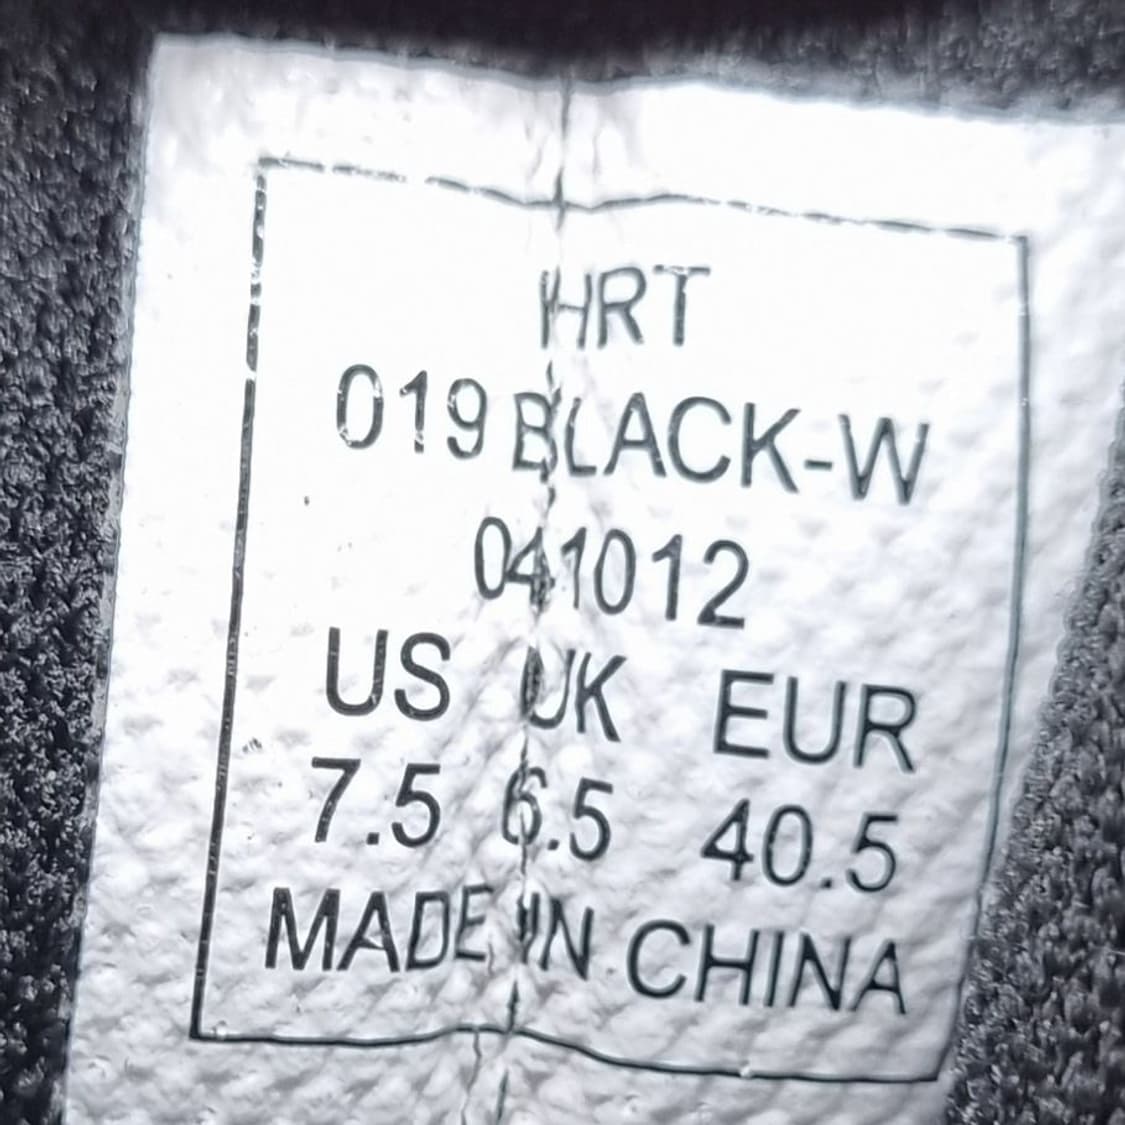 HRT
019 BLACK-W
041012
US UK EUR
7.5 6.5 40.5
MADE IN CHINA